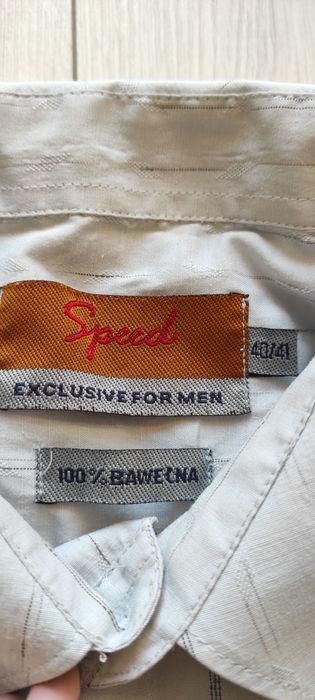 Speed
40/41
EXCLUSIVE FOR MEN
100% BAWEŁNA